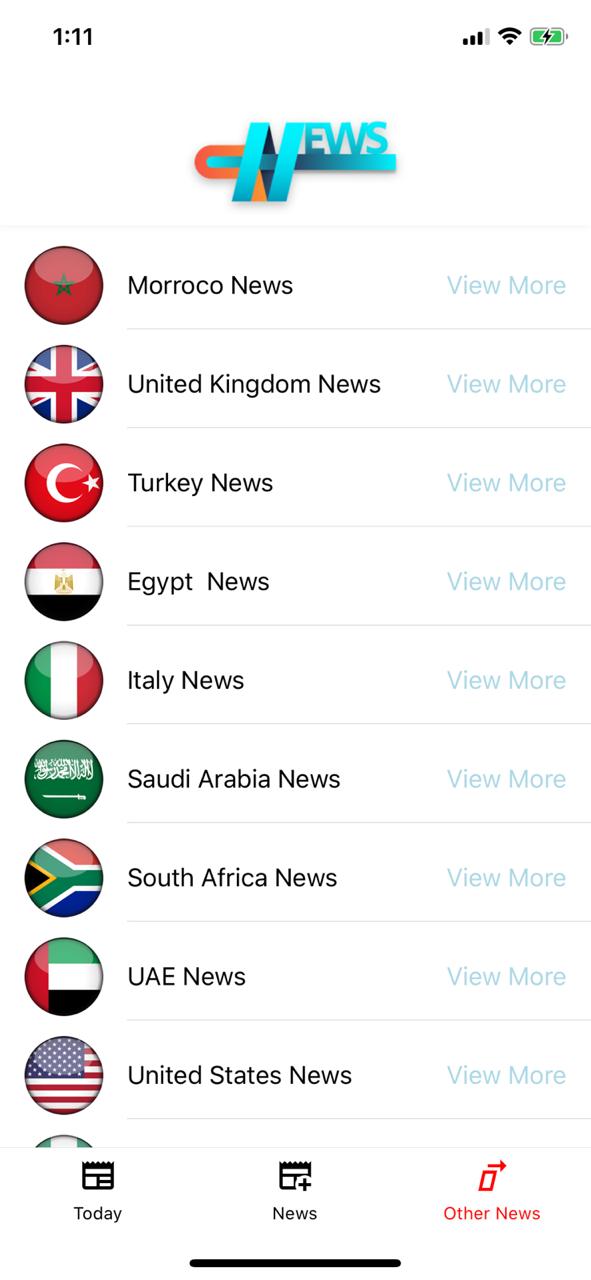 1:11
NEWS
Morroco News View More
United Kingdom News View More
Turkey News View More
Egypt  News View More
Italy News View More
Saudi Arabia News View More
South Africa News View More
UAE News View More
United States News View More
Today News Other News